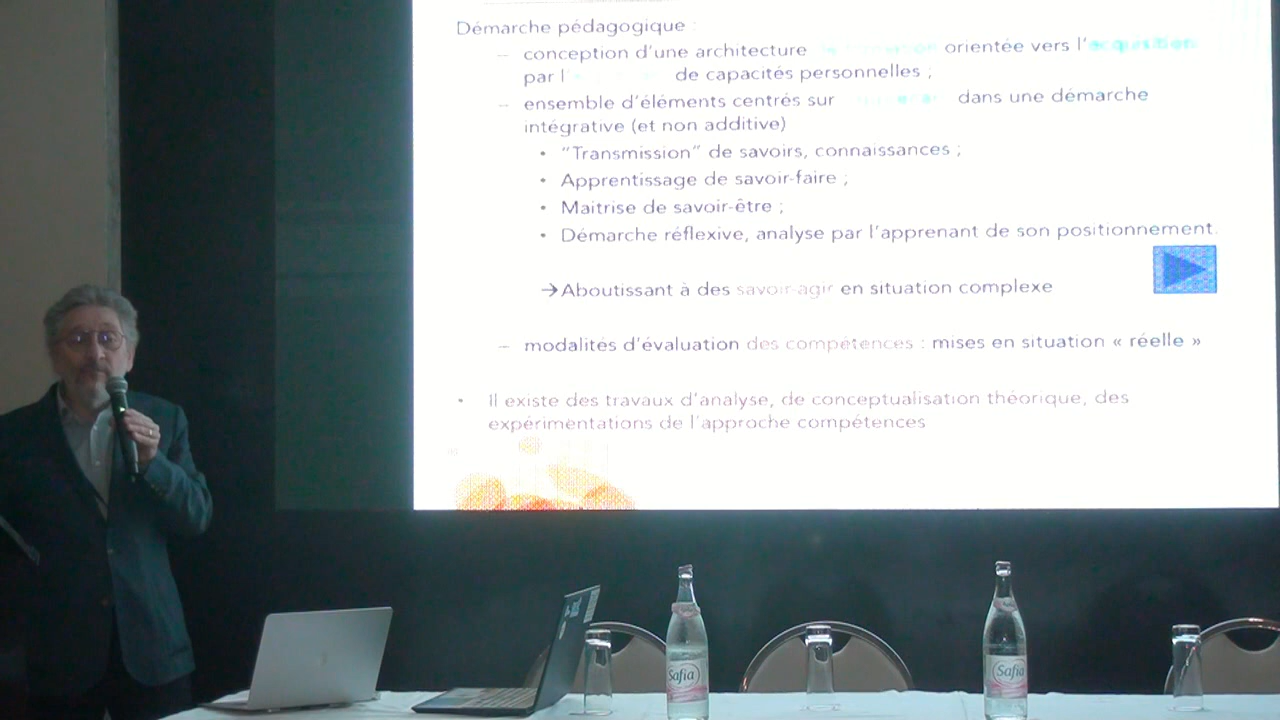 Démarche pédagogique :
– conception d'une architecture orientée vers l'acquisition
par l' de capacités personnelles ;
– ensemble d'éléments centrés sur dans une démarche
intégrative (et non additive)
• "Transmission" de savoirs, connaissances ;
• Apprentissage de savoir-faire ;
• Maitrise de savoir-être ;
• Démarche réflexive, analyse par l'apprenant de son positionnement.
→Aboutissant à des savoir-agir en situation complexe
– modalités d'évaluation des compétences : mises en situation « réelle »
• Il existe des travaux d'analyse, de conceptualisation théorique, des
expérimentations de l'approche compétences
Safia
Safia